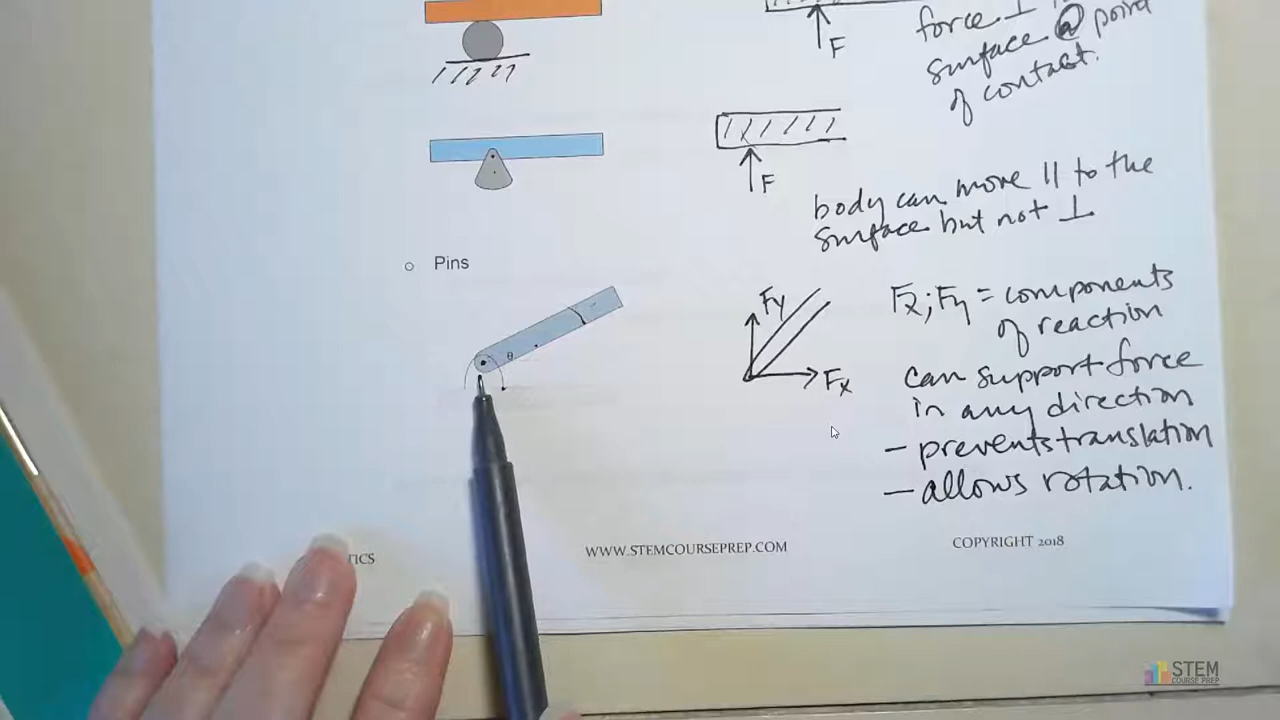 force ⊥
surface @ point
of contact.
F
F
body can move || to the
surface but not ⊥
Pins
θ
Fy
Fx
Fx; Fy = components
of reaction
can support force
in any direction
- prevents translation
- allows rotation.
TICS
WWW.STEMCOURSEPREP.COM
COPYRIGHT 2018
STEM
COURSE PREP